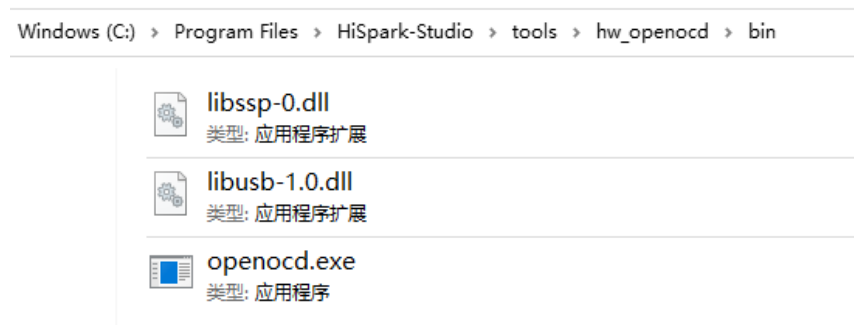 Windows (C:) › Program Files › HiSpark-Studio › tools › hw_openocd › bin
libssp-0.dll
类型: 应用程序扩展
libusb-1.0.dll
类型: 应用程序扩展
openocd.exe
类型: 应用程序